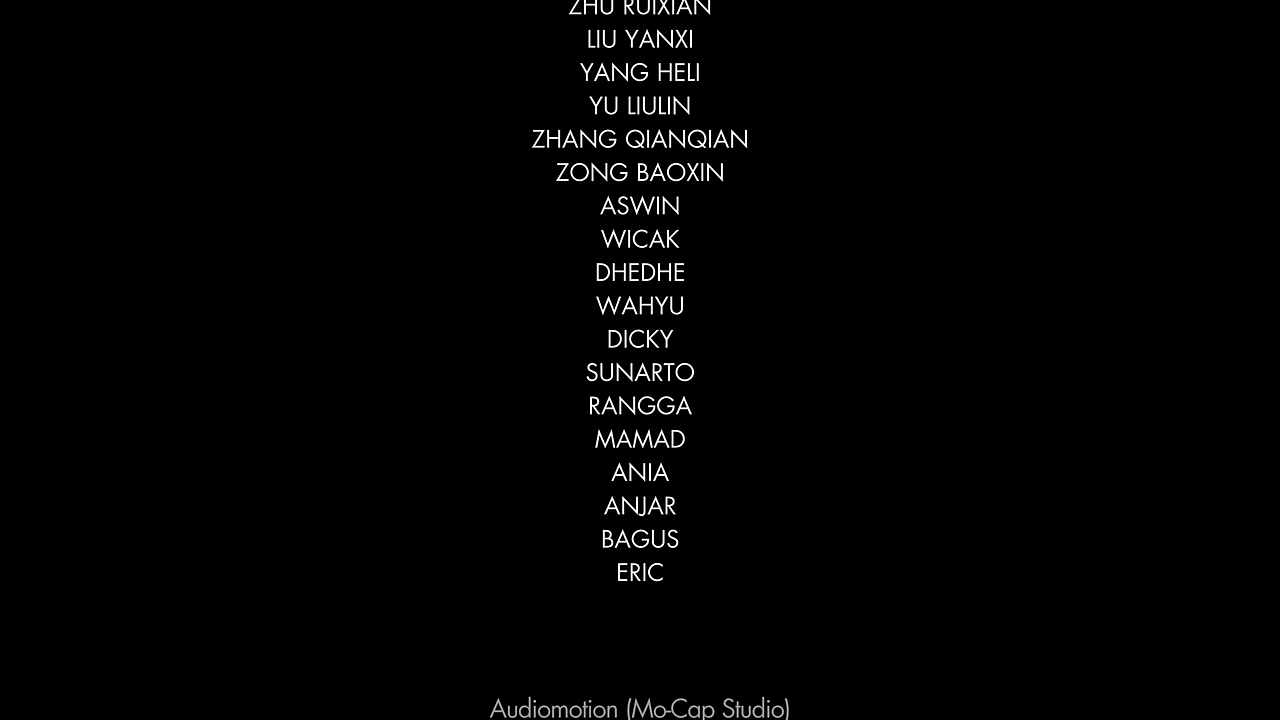 ZHU RUIXIAN
LIU YANXI
YANG HELI
YU LIULIN
ZHANG QIANQIAN
ZONG BAOXIN
ASWIN
WICAK
DHEDHE
WAHYU
DICKY
SUNARTO
RANGGA
MAMAD
ANIA
ANJAR
BAGUS
ERIC
Audiomotion (Mo-Cap Studio)